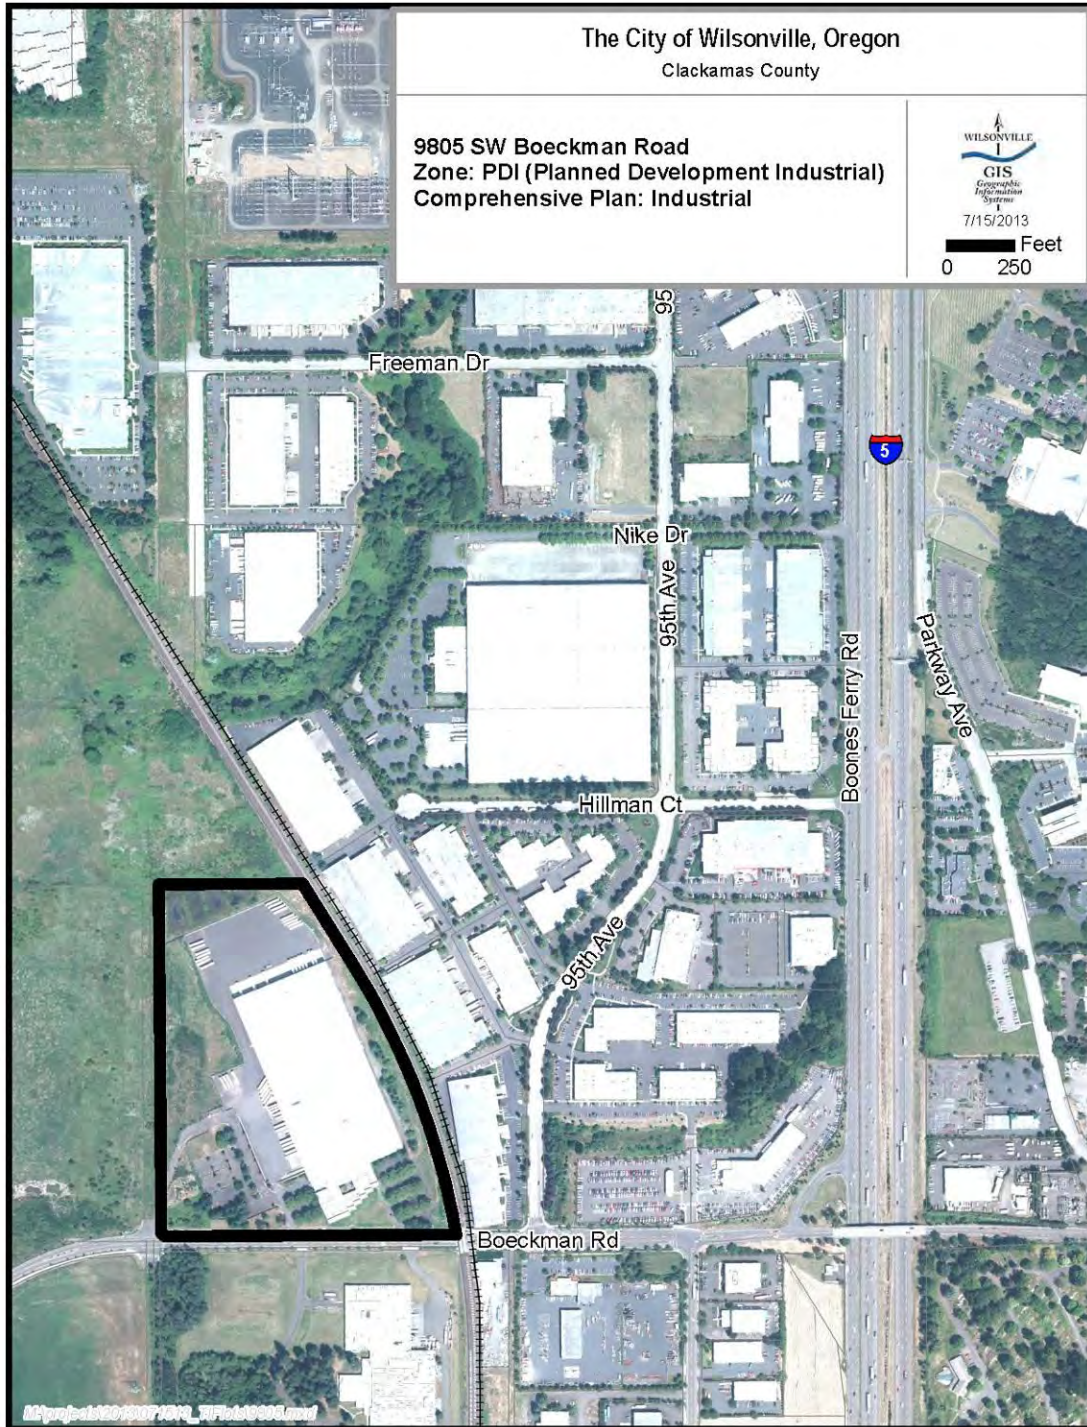 The City of Wilsonville, Oregon
Clackamas County
9805 SW Boeckman Road
Zone: PDI (Planned Development Industrial)
Comprehensive Plan: Industrial
WILSONVILLE
GIS
Geographic
Information
Systems
7/15/2013
Feet
0 250
95
Freeman Dr
5
Nike Dr
95th Ave
Parkway Ave
Boones Ferry Rd
Hillman Ct
95th Ave
Boeckman Rd